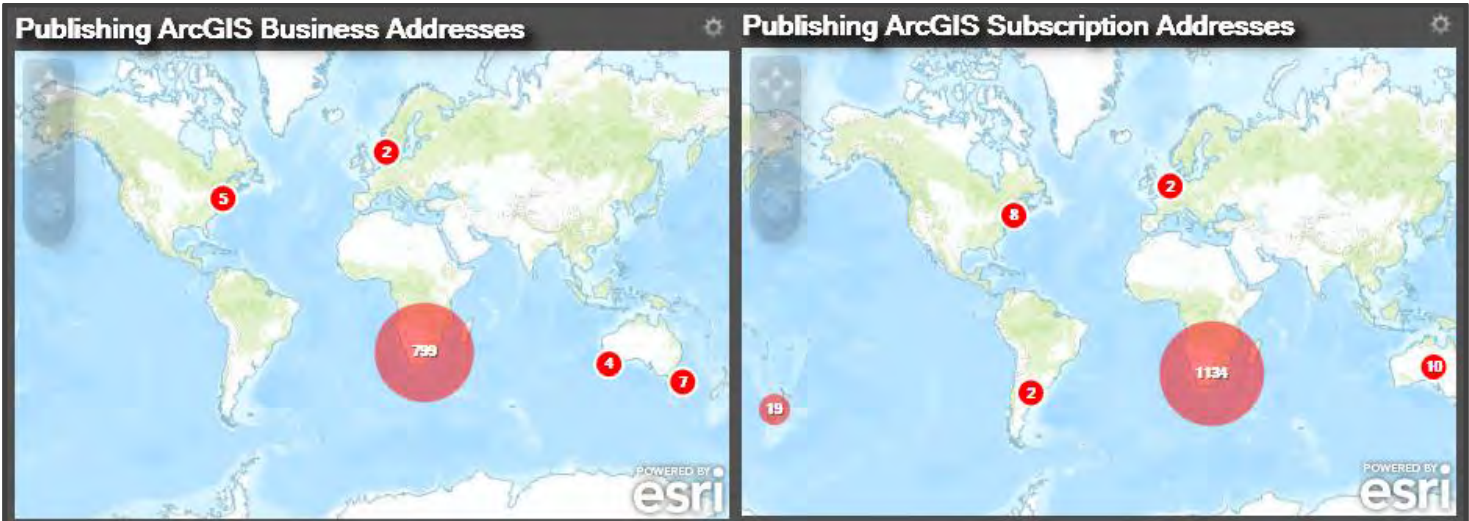 Publishing ArcGIS Business Addresses
2
5
799
4
7
POWERED BY
esri
Publishing ArcGIS Subscription Addresses
2
8
1134
10
2
19
POWERED BY
esri